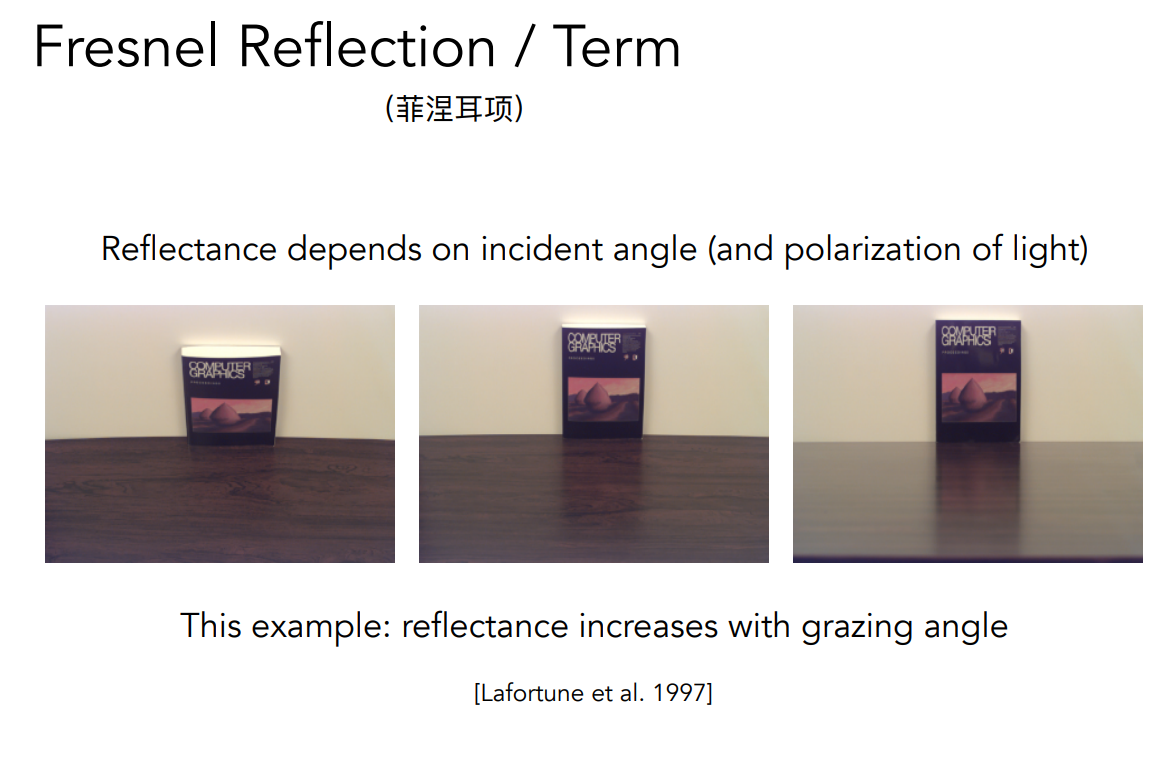 Fresnel Reflection / Term
(菲涅耳项)
Reflectance depends on incident angle (and polarization of light)
COMPUTER
GRAPHICS
COMPUTER
GRAPHICS
COMPUTER
GRAPHICS
This example: reflectance increases with grazing angle
[Lafortune et al. 1997]